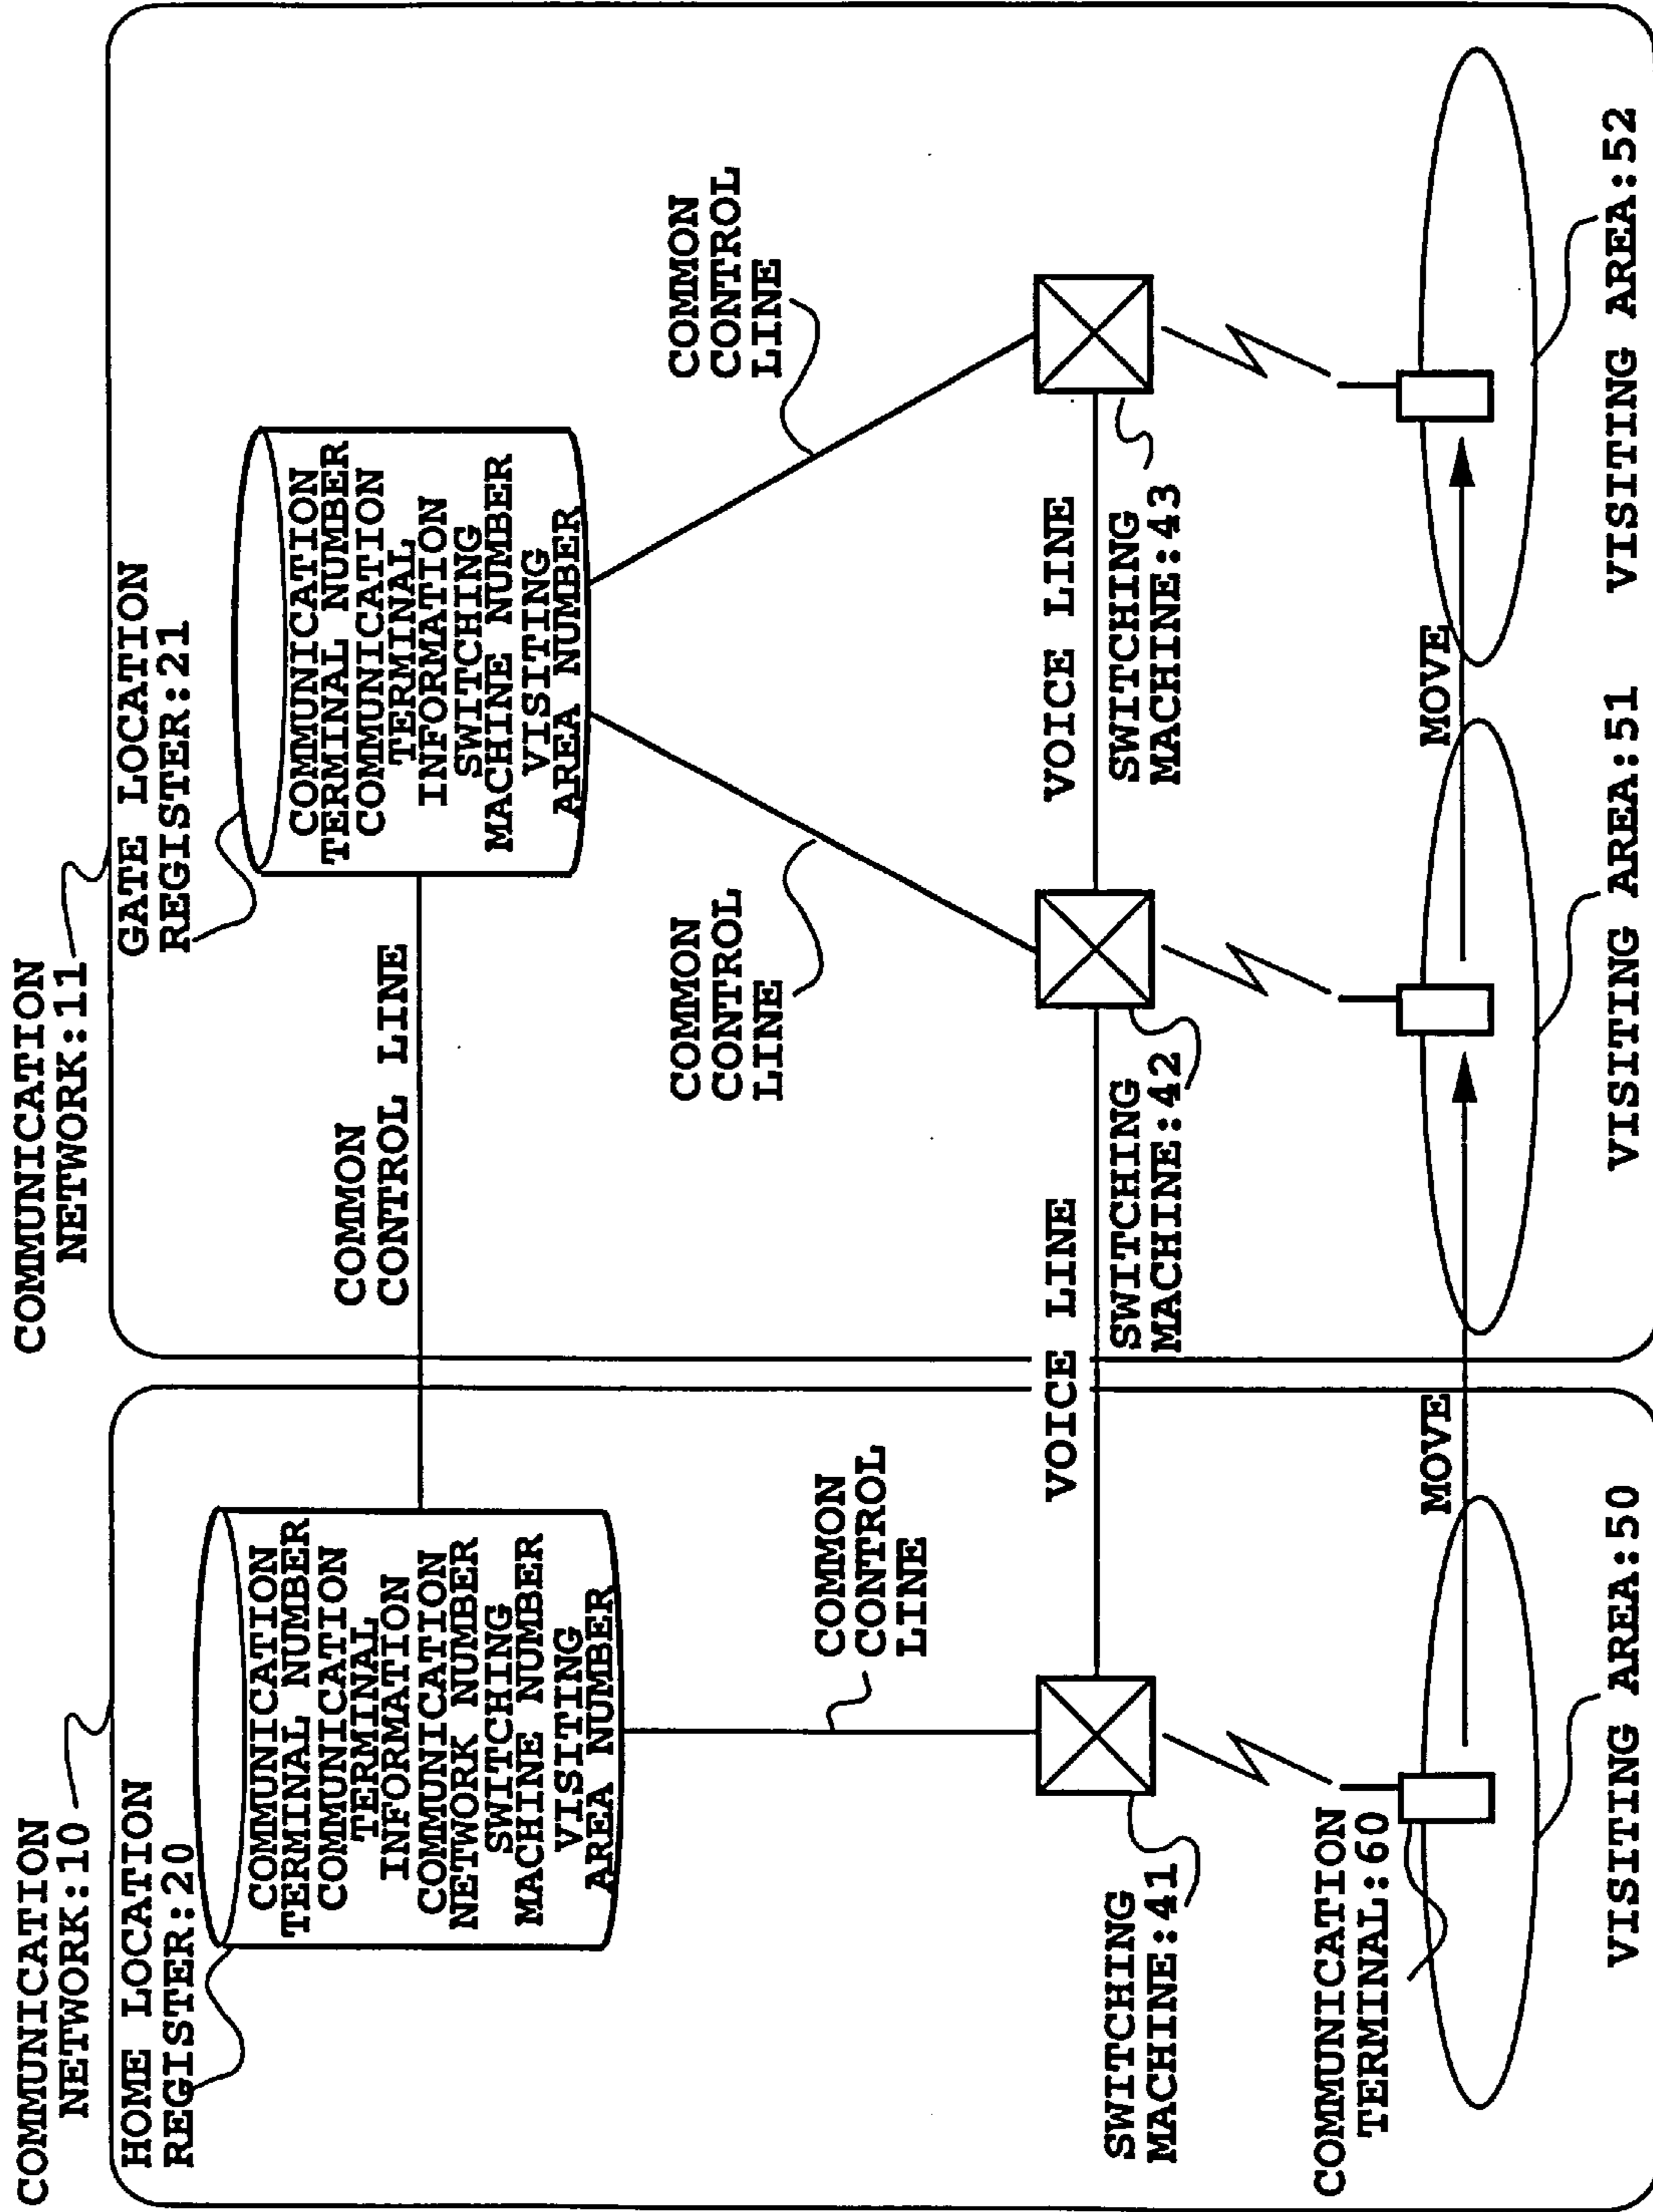 COMMUNICATION
NETWORK:10
HOME LOCATION
REGISTER:20
COMMUNICATION
TERMINAL NUMBER
COMMUNICATION
TERMINAL
INFORMATION
COMMUNICATION
NETWORK NUMBER
SWITCHING
MACHINE NUMBER
VISITING
AREA NUMBER
COMMON
CONTROL
LINE
SWITCHING
MACHINE:41
COMMUNICATION
TERMINAL:60
VISITING AREA:50
MOVE
COMMON
CONTROL LINE
VOICE LINE
COMMUNICATION
NETWORK:11
GATE LOCATION
REGISTER:21
COMMUNICATION
TERMINAL NUMBER
COMMUNICATION
TERMINAL
INFORMATION
SWITCHING
MACHINE NUMBER
VISITING
AREA NUMBER
COMMON
CONTROL
LINE
COMMON
CONTROL
LINE
SWITCHING
MACHINE:42
VOICE LINE
SWITCHING
MACHINE:43
MOVE
VISITING AREA:51
VISITING AREA:52